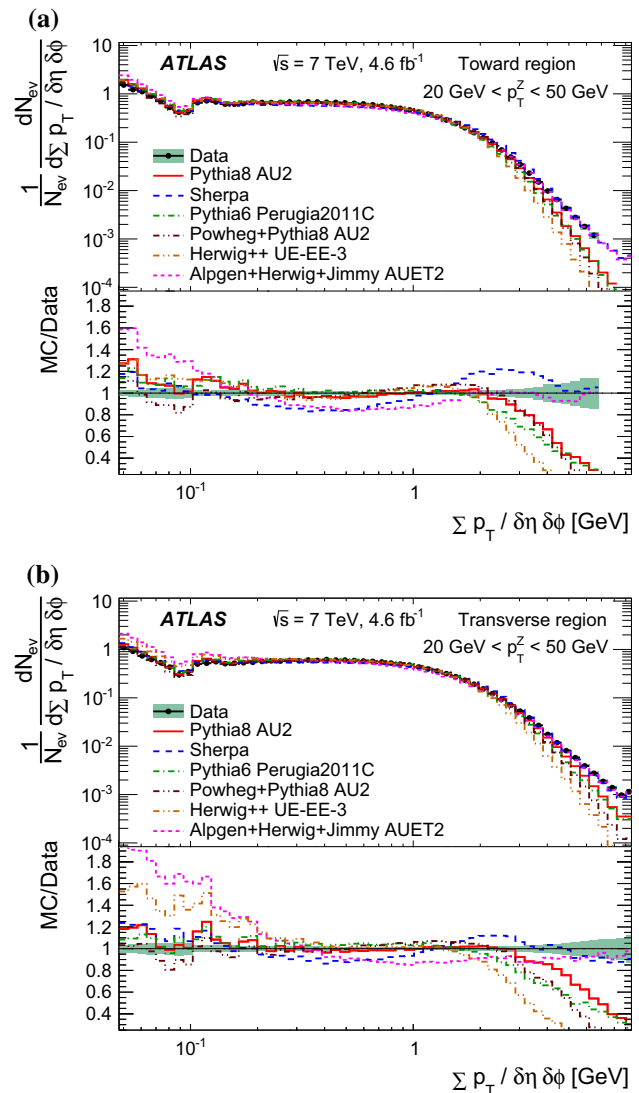 (a)
ATLAS √s = 7 TeV, 4.6 fb⁻¹ Toward region
20 GeV < p_T^Z < 50 GeV
1/N_ev dN_ev/d∑p_T / δη δϕ
10
1
10⁻¹
10⁻²
10⁻³
10⁻⁴
Data
Pythia8 AU2
Sherpa
Pythia6 Perugia2011C
Powheg+Pythia8 AU2
Herwig++ UE-EE-3
Alpgen+Herwig+Jimmy AUET2
MC/Data
1.8
1.6
1.4
1.2
1
0.8
0.6
0.4
10⁻¹ 1
∑ p_T / δη δϕ [GeV]
(b)
ATLAS √s = 7 TeV, 4.6 fb⁻¹ Transverse region
20 GeV < p_T^Z < 50 GeV
1/N_ev dN_ev/d∑p_T / δη δϕ
10
1
10⁻¹
10⁻²
10⁻³
10⁻⁴
Data
Pythia8 AU2
Sherpa
Pythia6 Perugia2011C
Powheg+Pythia8 AU2
Herwig++ UE-EE-3
Alpgen+Herwig+Jimmy AUET2
MC/Data
1.8
1.6
1.4
1.2
1
0.8
0.6
0.4
10⁻¹ 1
∑ p_T / δη δϕ [GeV]